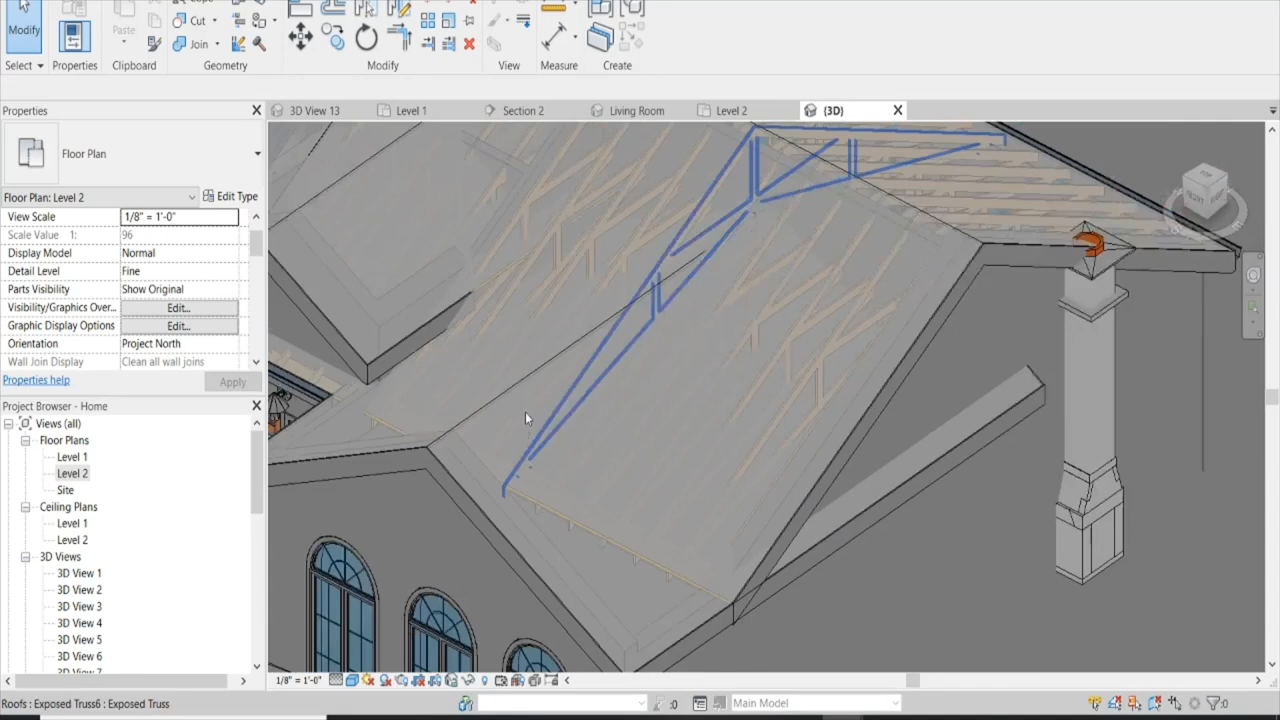 Cut
Modify
Paste
Join
Select
Properties
Clipboard
Geometry
Modify
View
Measure
Create
Properties
3D View 13
Level 1
Section 2
Living Room
Level 2
{3D}
Floor Plan
Floor Plan: Level 2
Edit Type
View Scale
1/8" = 1'-0"
Scale Value 1:
96
Display Model
Normal
Detail Level
Fine
Parts Visibility
Show Original
Visibility/Graphics Over...
Edit...
Graphic Display Options
Edit...
Orientation
Project North
Wall Join Display
Clean all wall joins
Properties help
Apply
Project Browser - Home
Views (all)
Floor Plans
Level 1
Level 2
Site
Ceiling Plans
Level 1
Level 2
3D Views
3D View 1
3D View 2
3D View 3
3D View 4
3D View 5
3D View 6
TOP
FRONT
1/8" = 1'-0"
Roofs : Exposed Truss6 : Exposed Truss
:0
Main Model
:0